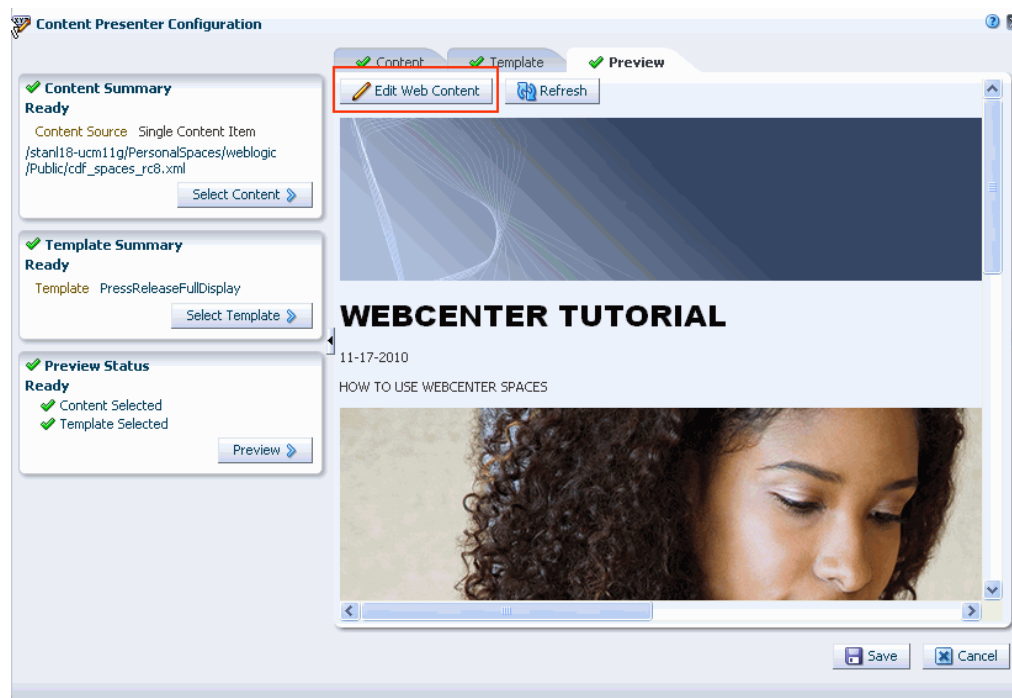 Content Presenter Configuration
Content
Template
Preview
Content Summary
Ready
Content Source Single Content Item
/stanl18-ucm11g/PersonalSpaces/weblogic
/Public/cdf_spaces_rc8.xml
Select Content
Template Summary
Ready
Template PressReleaseFullDisplay
Select Template
Preview Status
Ready
Content Selected
Template Selected
Preview
Edit Web Content
Refresh
WEBCENTER TUTORIAL
11-17-2010
HOW TO USE WEBCENTER SPACES
Save
Cancel